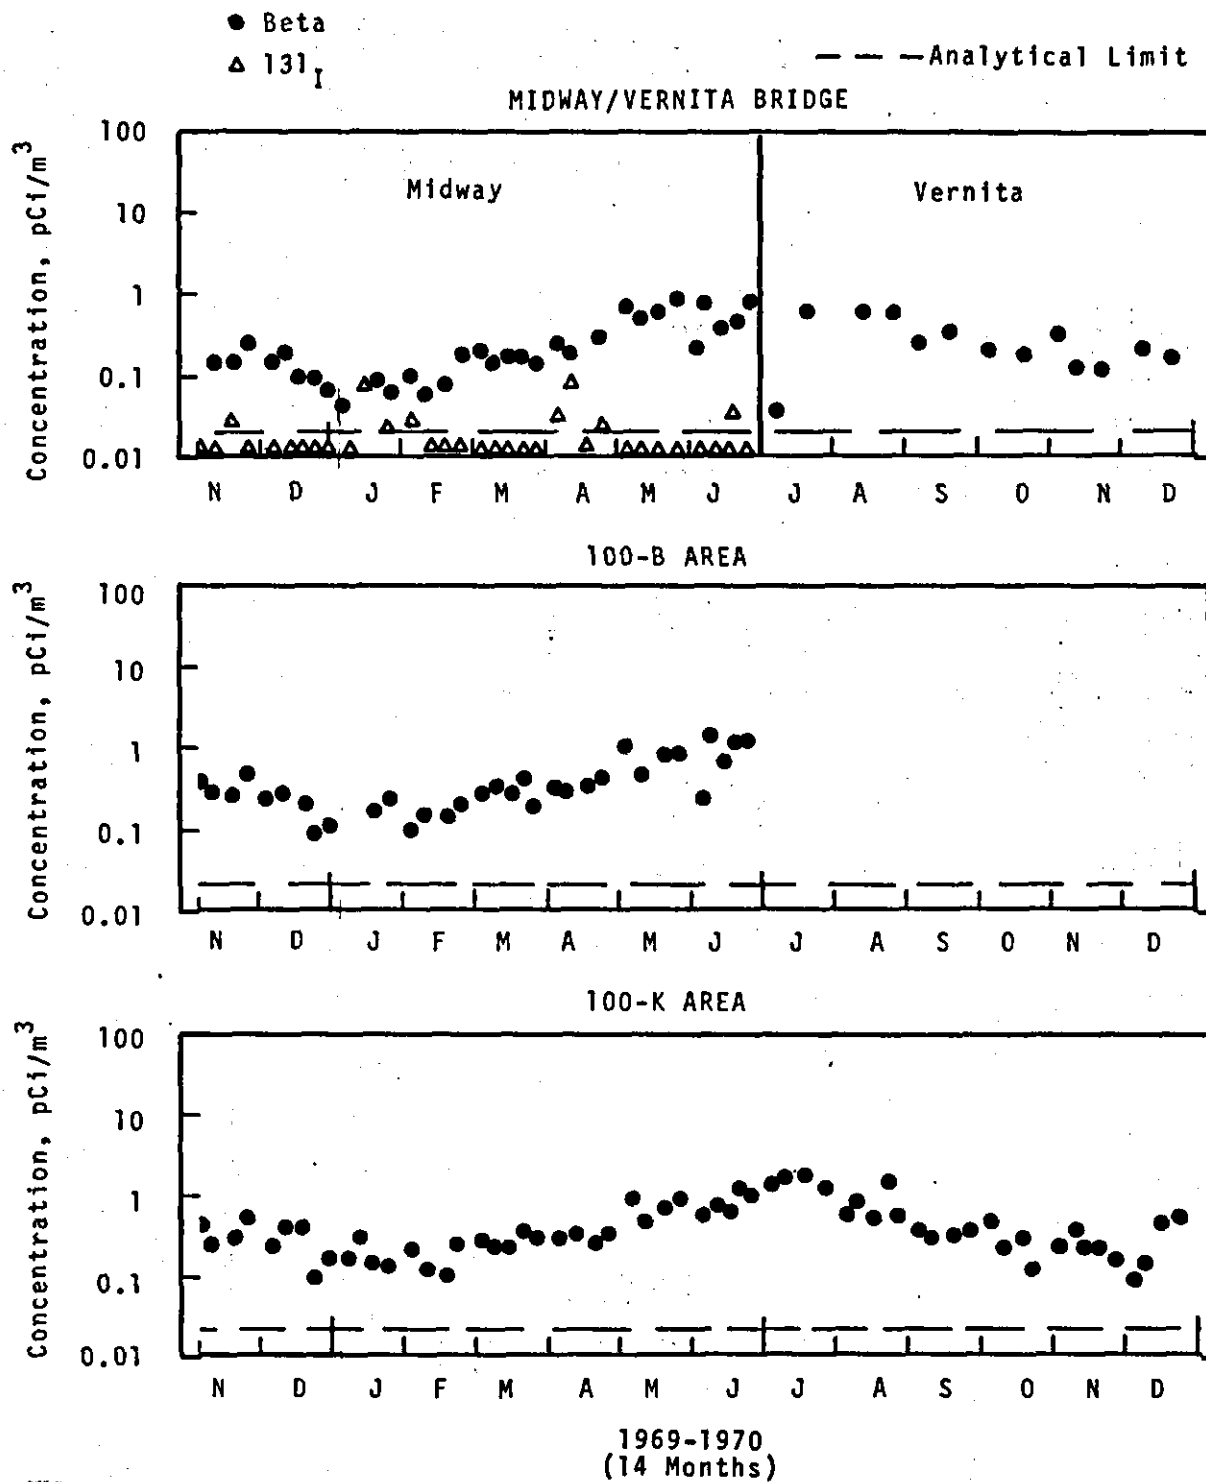 ● Beta
△ 131I
— — —Analytical Limit
MIDWAY/VERNITA BRIDGE
Concentration, pCi/m³
100
10
1
0.1
0.01
Midway
Vernita
N D J F M A M J J A S O N D
100-B AREA
Concentration, pCi/m³
100
10
1
0.1
0.01
N D J F M A M J J A S O N D
100-K AREA
Concentration, pCi/m³
100
10
1
0.1
0.01
N D J F M A M J J A S O N D
1969-1970
(14 Months)